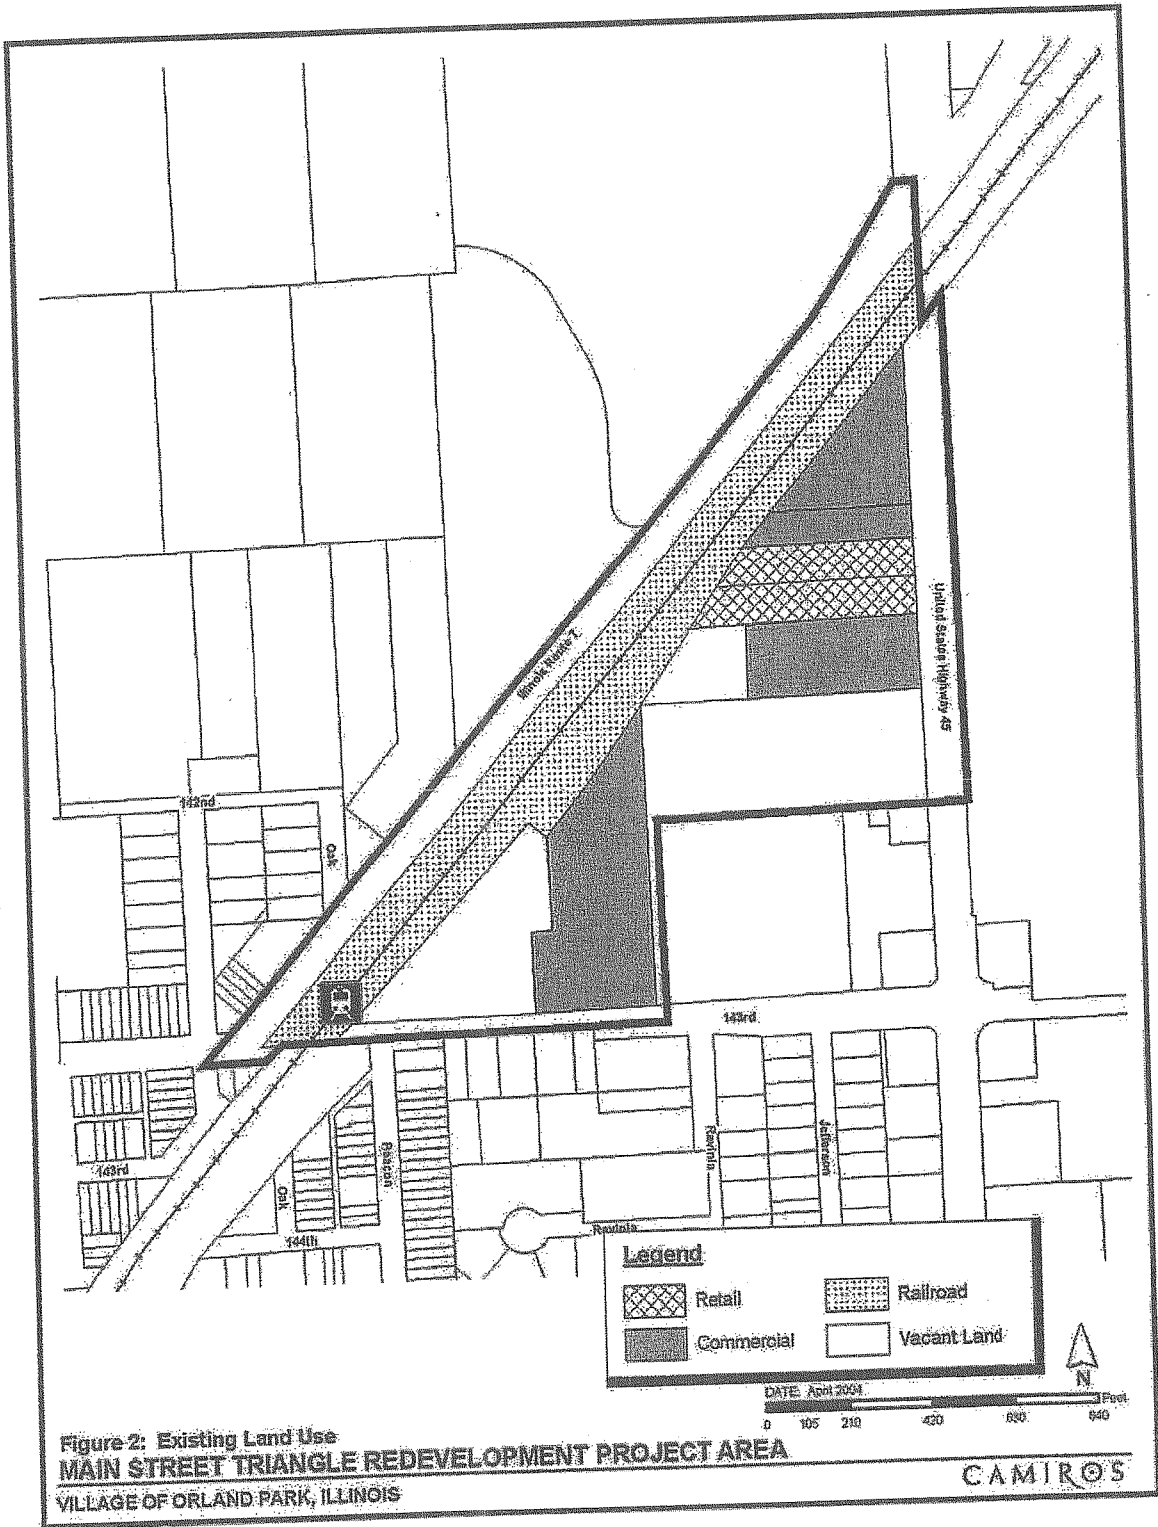 United States Highway 45
Illinois Route 7
142nd
Oak
143rd
143rd
Ravinia
Jefferson
Beacon
Oak
144th
Ravinia
Legend
Retail
Railroad
Commercial
Vacant Land
N
DATE: April 2004
Feet
0 105 210 420 630 840
Figure 2: Existing Land Use
MAIN STREET TRIANGLE REDEVELOPMENT PROJECT AREA
VILLAGE OF ORLAND PARK, ILLINOIS
CAMIROS